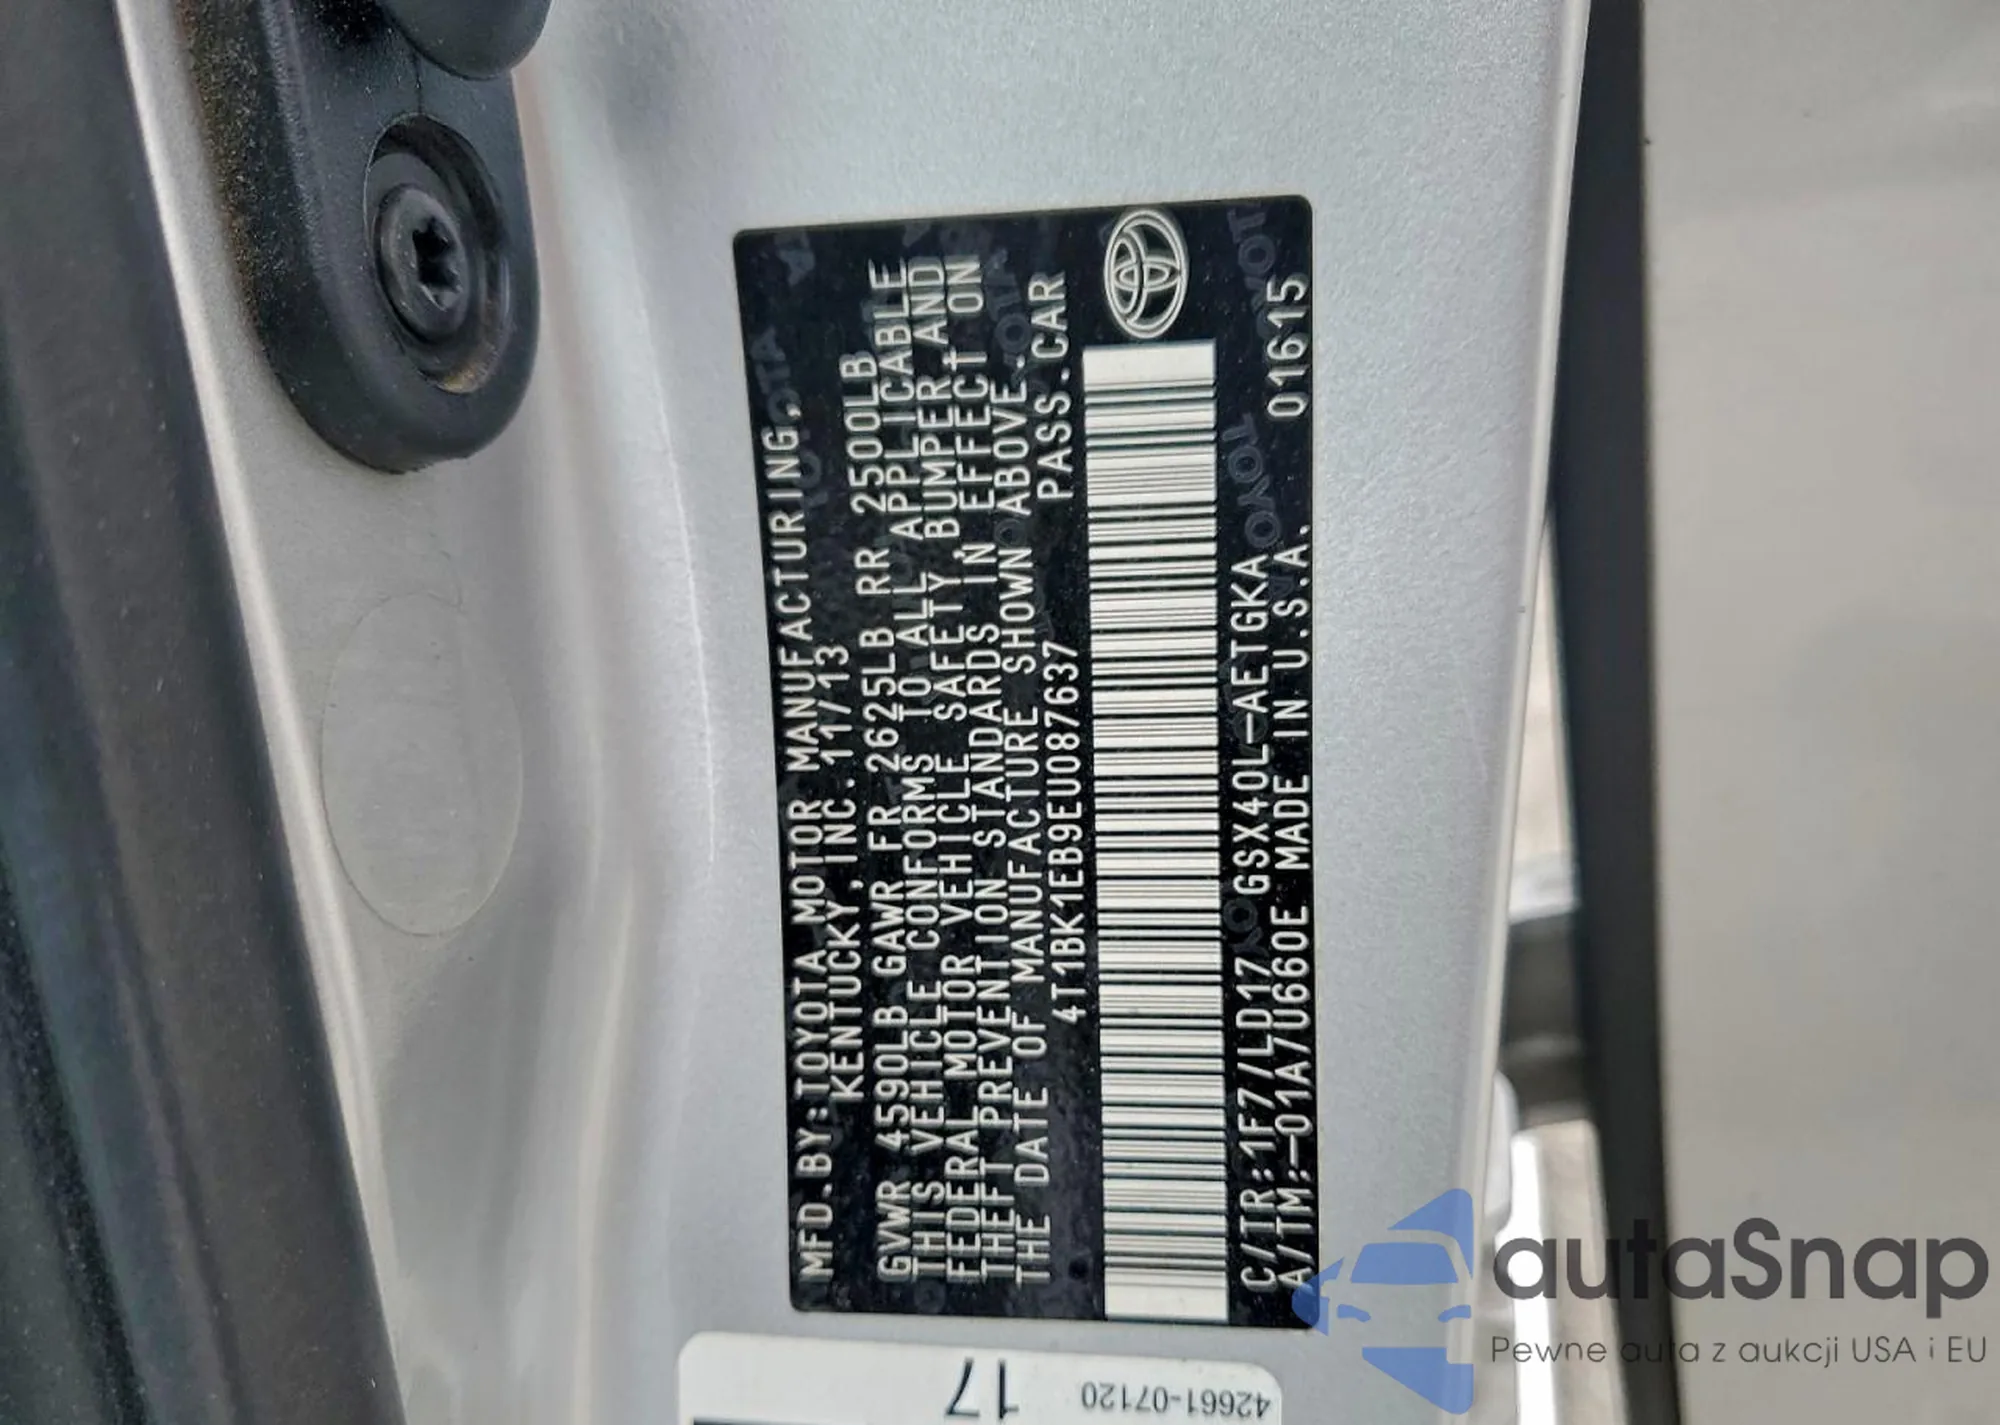 MFD.BY:TOYOTA MOTOR MANUFACTURING,
KENTUCKY, INC. 11/13
GVWR 4590LB GAWR FR 2625LB RR 2500LB
THIS VEHICLE CONFORMS TO ALL APPLICABLE
FEDERAL MOTOR VEHICLE SAFETY, BUMPER,AND
THEFT PREVENTION STANDARDS IN EFFECT ON
THE DATE OF MANUFACTURE SHOWN ABOVE.
4T1BK1EB9EU087637 PASS.CAR
C/TR:1F7/LD17 GSX40L-AETGKA
A/TM:-01A/U660E MADE IN U.S.A. 01615
17
42661-07120
autaSnap
Pewne auta z aukcji USA i EU